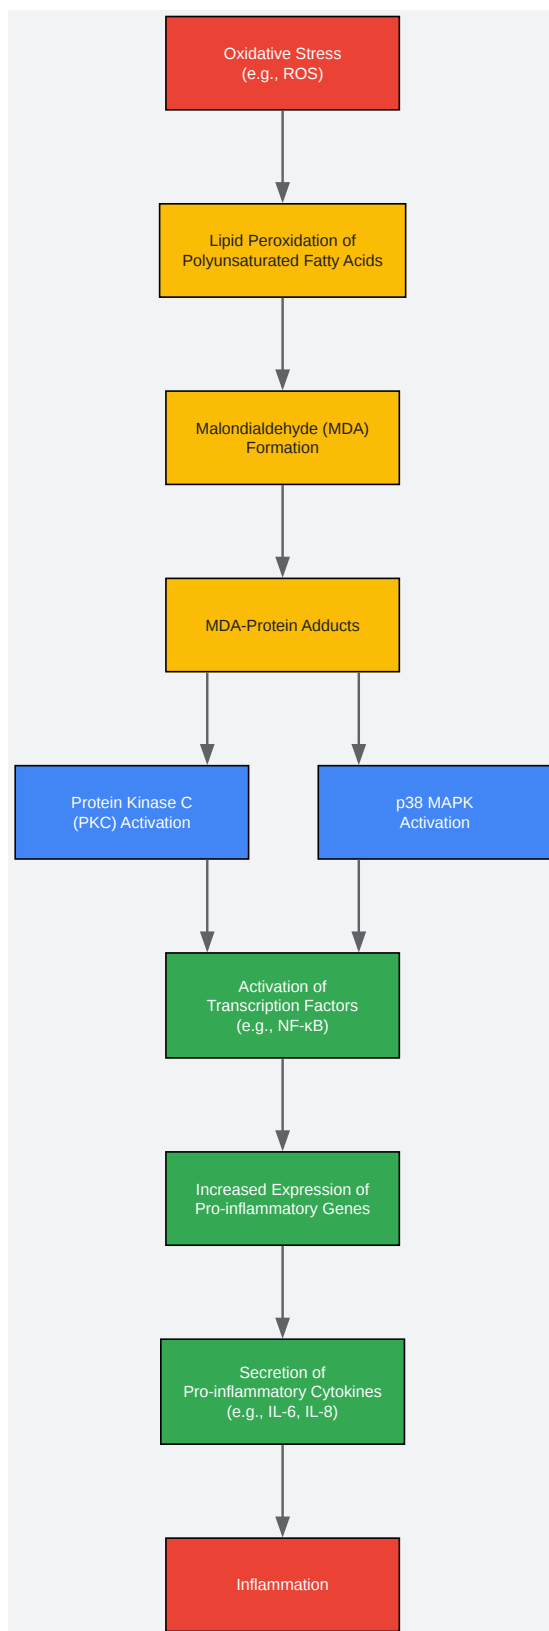 Oxidative Stress
(e.g., ROS)
Lipid Peroxidation of
Polyunsaturated Fatty Acids
Malondialdehyde (MDA)
Formation
MDA-Protein Adducts
Protein Kinase C
(PKC) Activation
p38 MAPK
Activation
Activation of
Transcription Factors
(e.g., NF-κB)
Increased Expression of
Pro-inflammatory Genes
Secretion of
Pro-inflammatory Cytokines
(e.g., IL-6, IL-8)
Inflammation